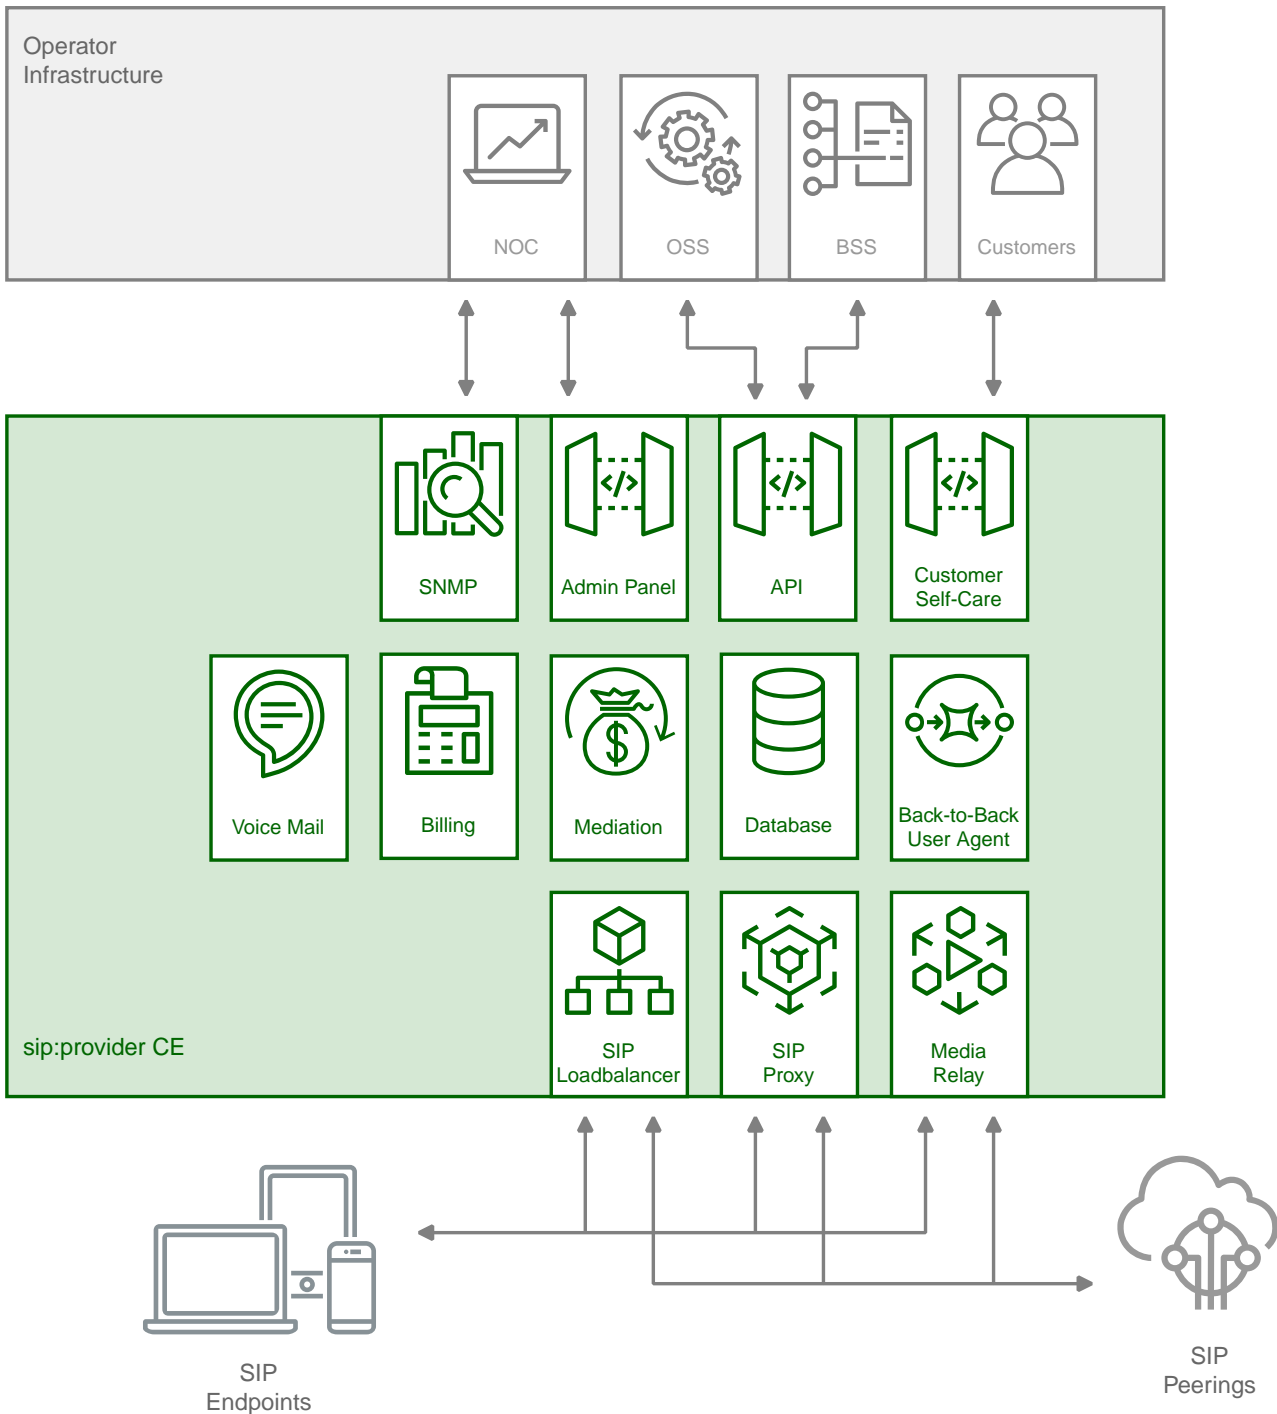 Operator
Infrastructure
NOC
OSS
BSS
Customers
</>
</>
</>
SNMP
Admin Panel
API
Customer
Self-Care
$
Voice Mail
Billing
Mediation
Database
Back-to-Back
User Agent
sip:provider CE
SIP
Loadbalancer
SIP
Proxy
Media
Relay
SIP
Endpoints
SIP
Peerings